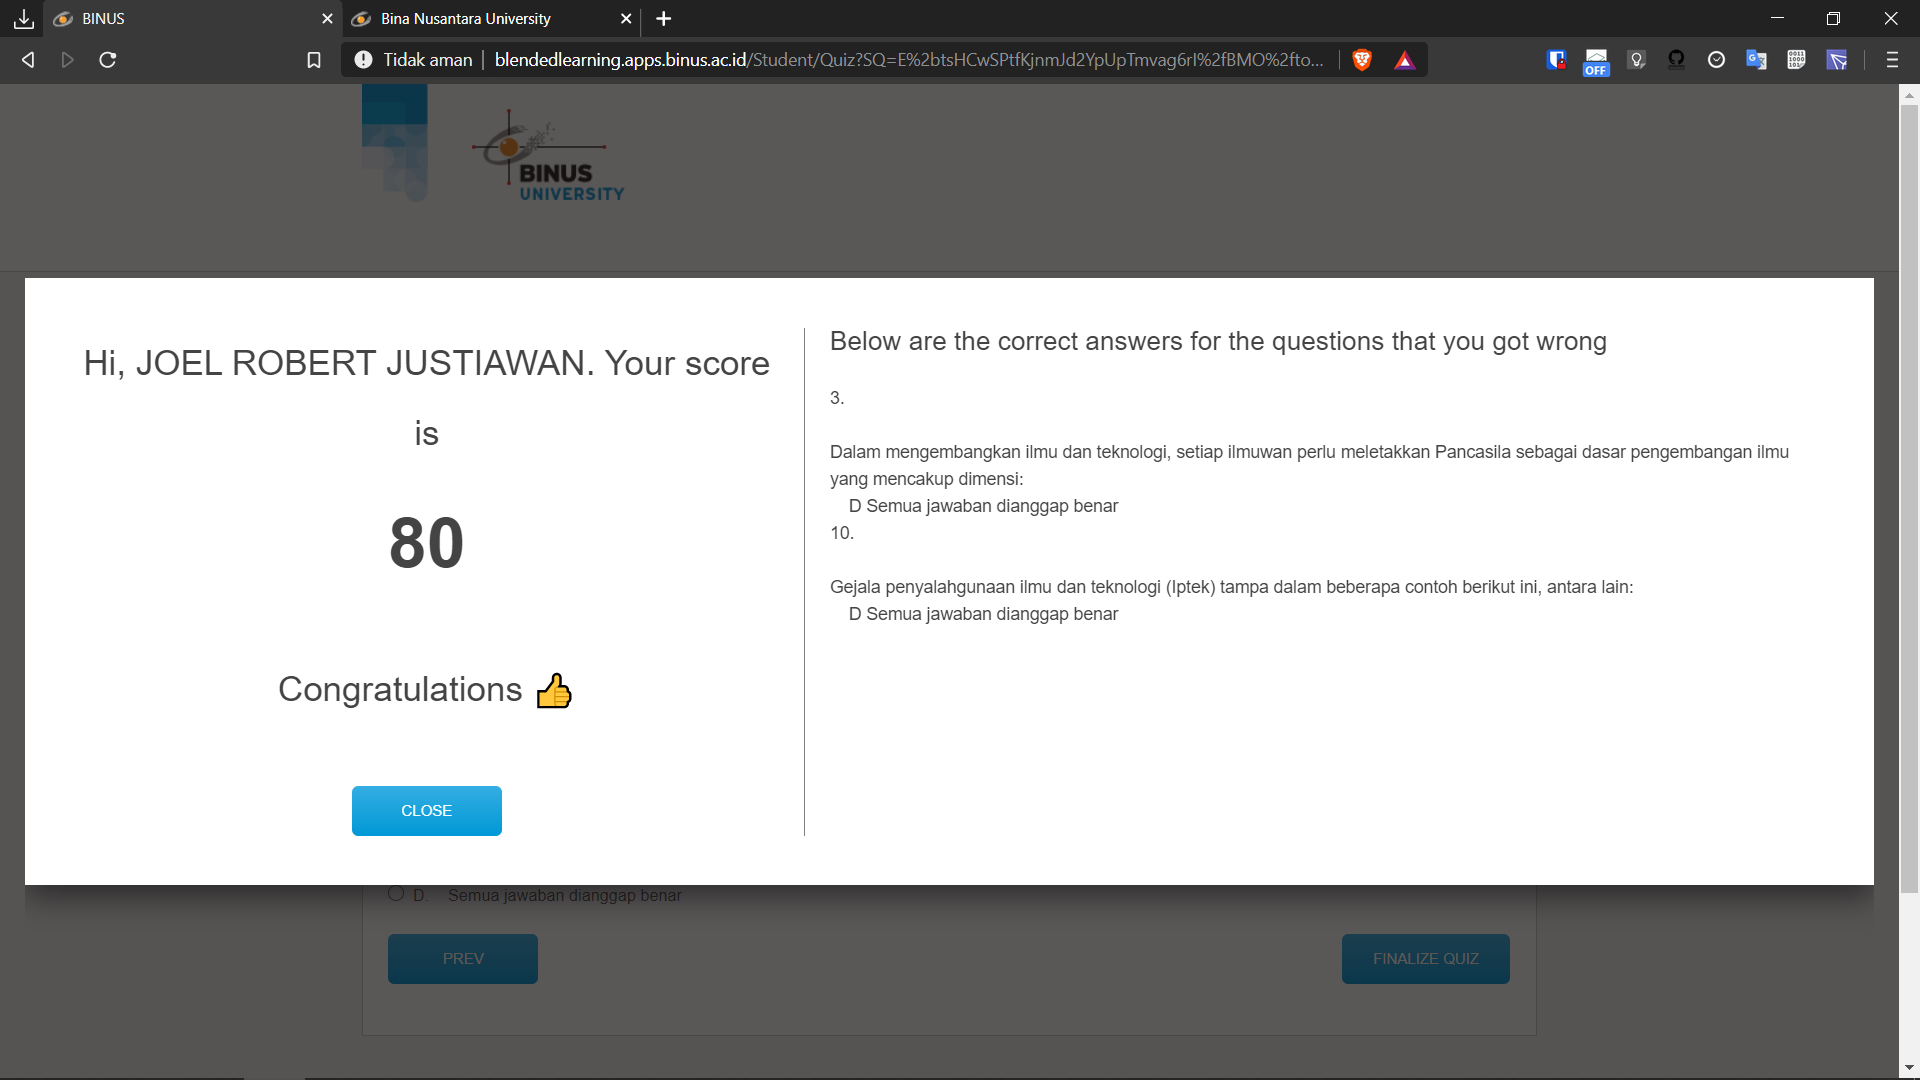 BINUS
Bina Nusantara University
Tidak aman
blendedlearning.apps.binus.ac.id/Student/Quiz?SQ=E%2btsHCwSPtfKjnmJd2YpUpTmvag6rI%2fBMO%2fto...
OFF
BINUS
UNIVERSITY
Hi, JOEL ROBERT JUSTIAWAN. Your score
is
80
Congratulations 👍
CLOSE
Below are the correct answers for the questions that you got wrong
3.
Dalam mengembangkan ilmu dan teknologi, setiap ilmuwan perlu meletakkan Pancasila sebagai dasar pengembangan ilmu
yang mencakup dimensi:
D Semua jawaban dianggap benar
10.
Gejala penyalahgunaan ilmu dan teknologi (Iptek) tampa dalam beberapa contoh berikut ini, antara lain:
D Semua jawaban dianggap benar
D. Semua jawaban dianggap benar
PREV
FINALIZE QUIZ